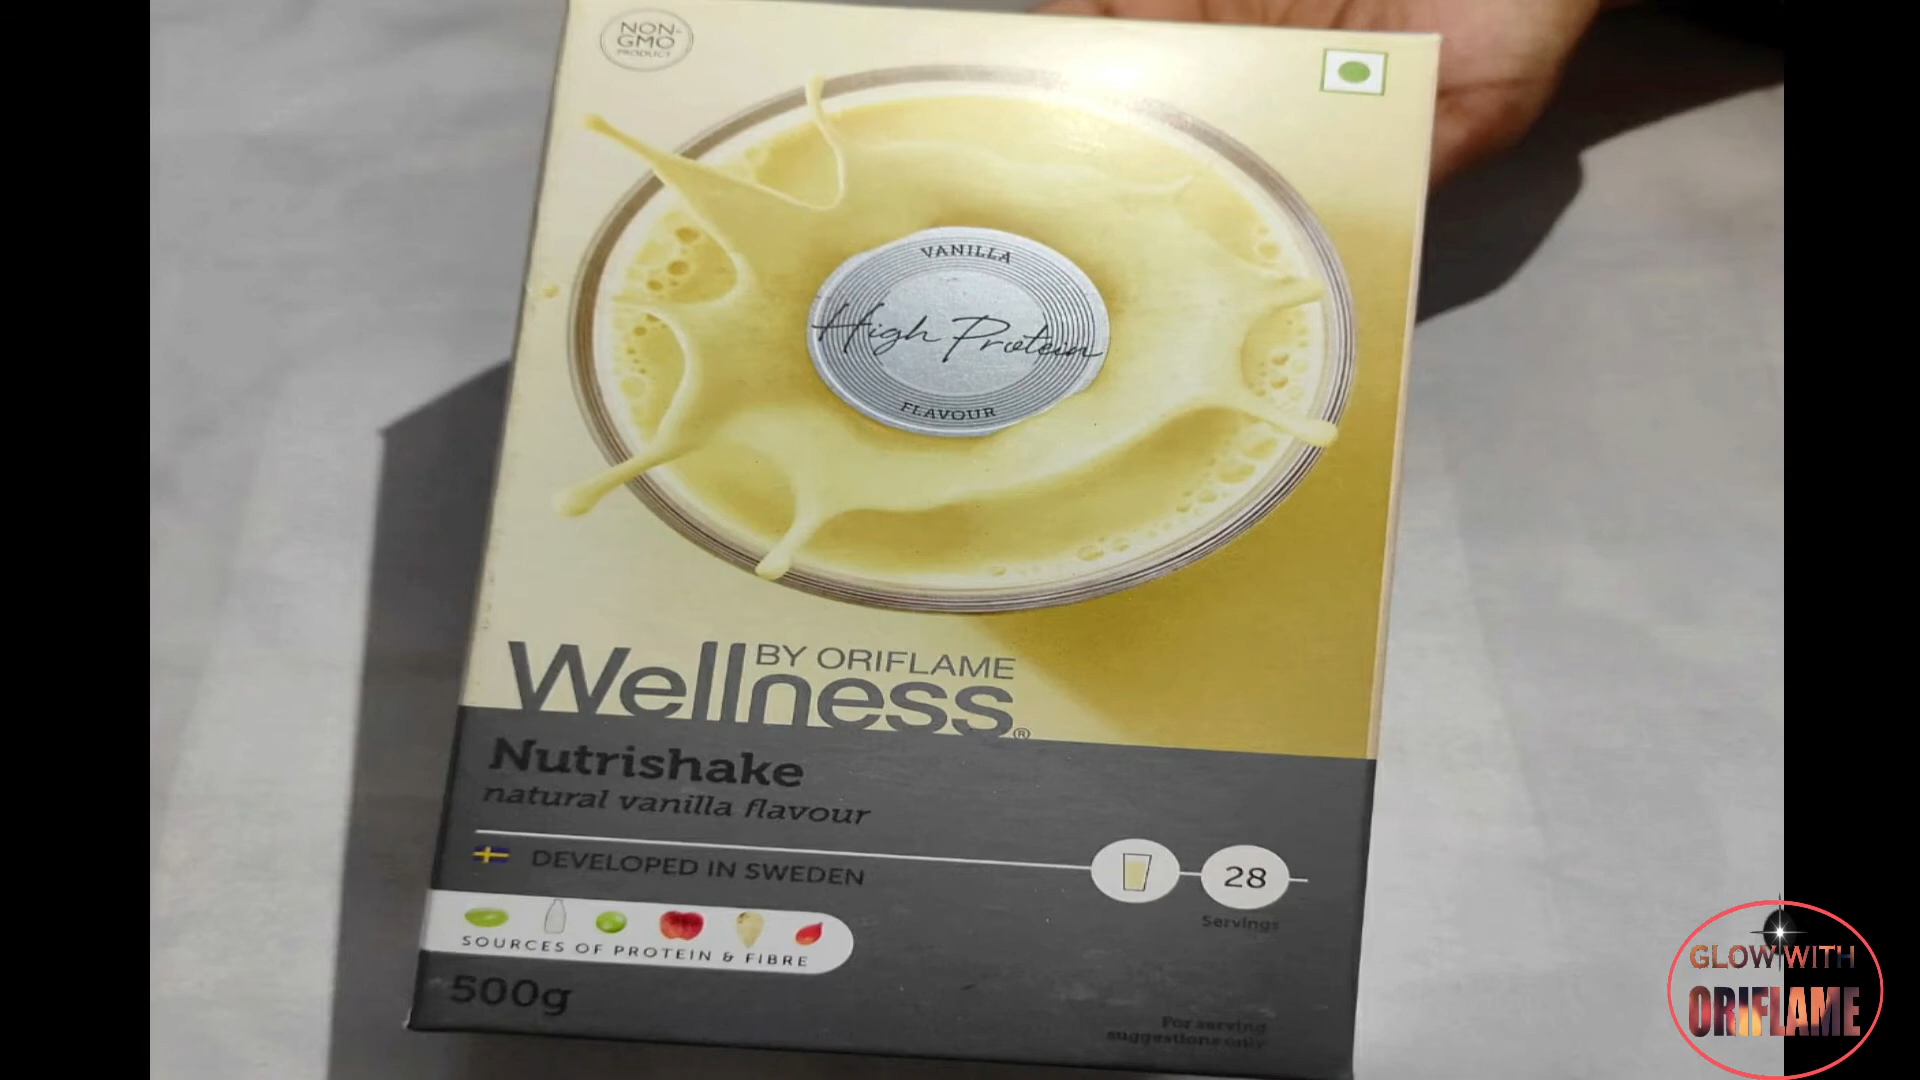 NON-
GMO
PRODUCT
VANILLA
High Protein
FLAVOUR
BY ORIFLAME
Wellness®
Nutrishake
natural vanilla flavour
DEVELOPED IN SWEDEN
28
Servings
SOURCES OF PROTEIN & FIBRE
500g
For serving
suggestions only
GLOW WITH
ORIFLAME